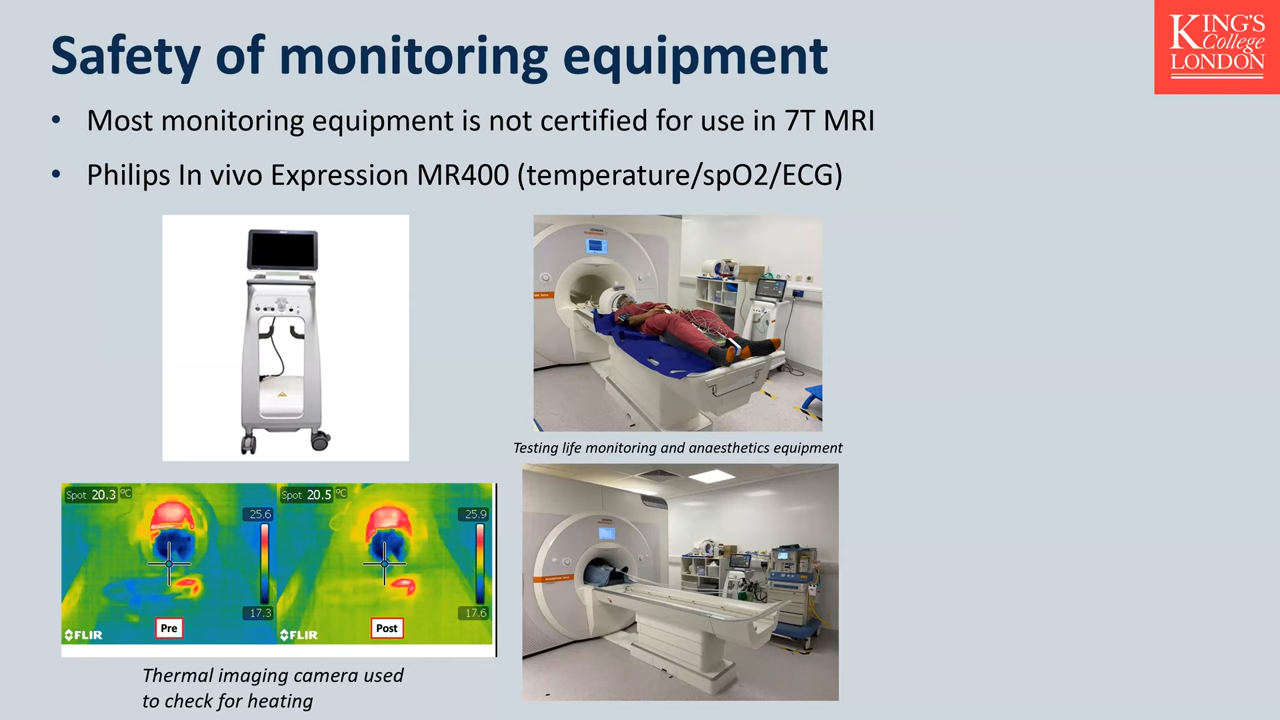 Safety of monitoring equipment
KING'S
College
LONDON
• Most monitoring equipment is not certified for use in 7T MRI
• Philips In vivo Expression MR400 (temperature/spO2/ECG)
Testing life monitoring and anaesthetics equipment
Spot 20.3 °C
25.6
17.3
Pre
FLIR
Spot 20.5 °C
25.9
17.6
Post
FLIR
Thermal imaging camera used
to check for heating